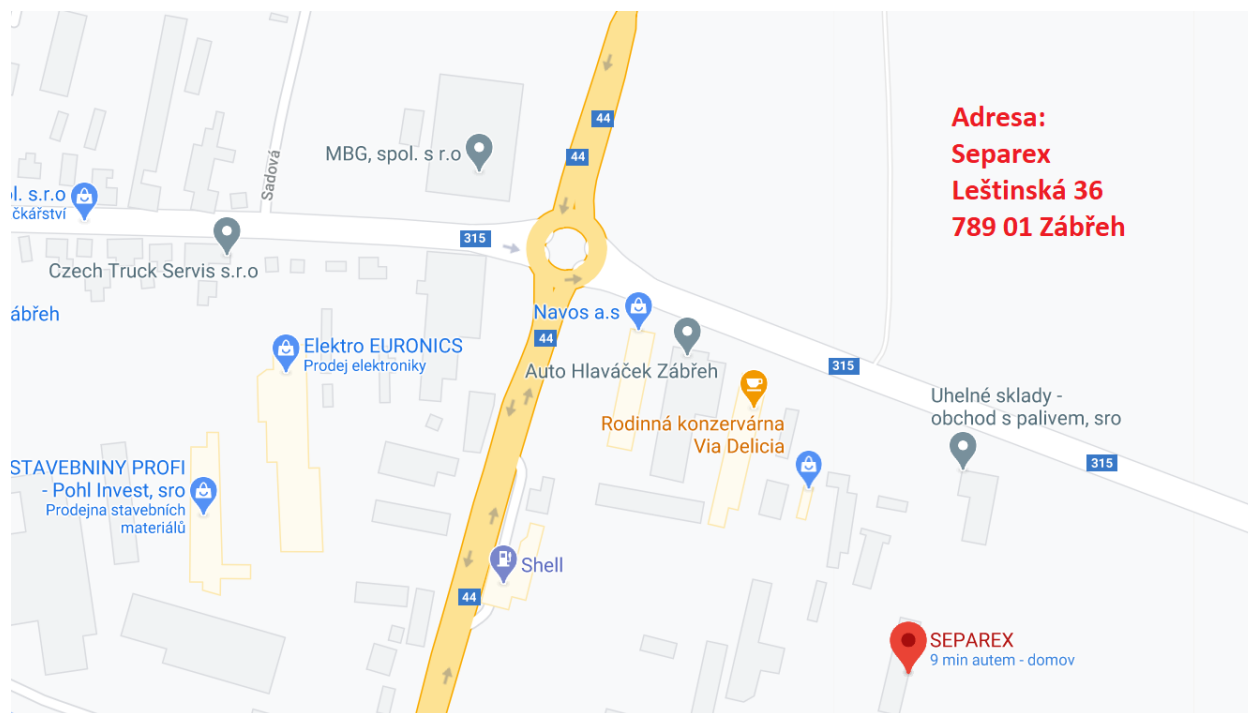 44
44
Adresa:
Separex
Leštinská 36
789 01 Zábřeh
MBG, spol. s r.o
Sadová
ol. s.r.o
čkářství
315
Czech Truck Servis s.r.o
Navos a.s
ábřeh
44
Elektro EURONICS
Prodej elektroniky
Auto Hlaváček Zábřeh
315
Uhelné sklady -
obchod s palivem, sro
Rodinná konzervárna
Via Delicia
315
STAVEBNINY PROFI
- Pohl Invest, sro
Prodejna stavebních
materiálů
Shell
44
SEPAREX
9 min autem - domov